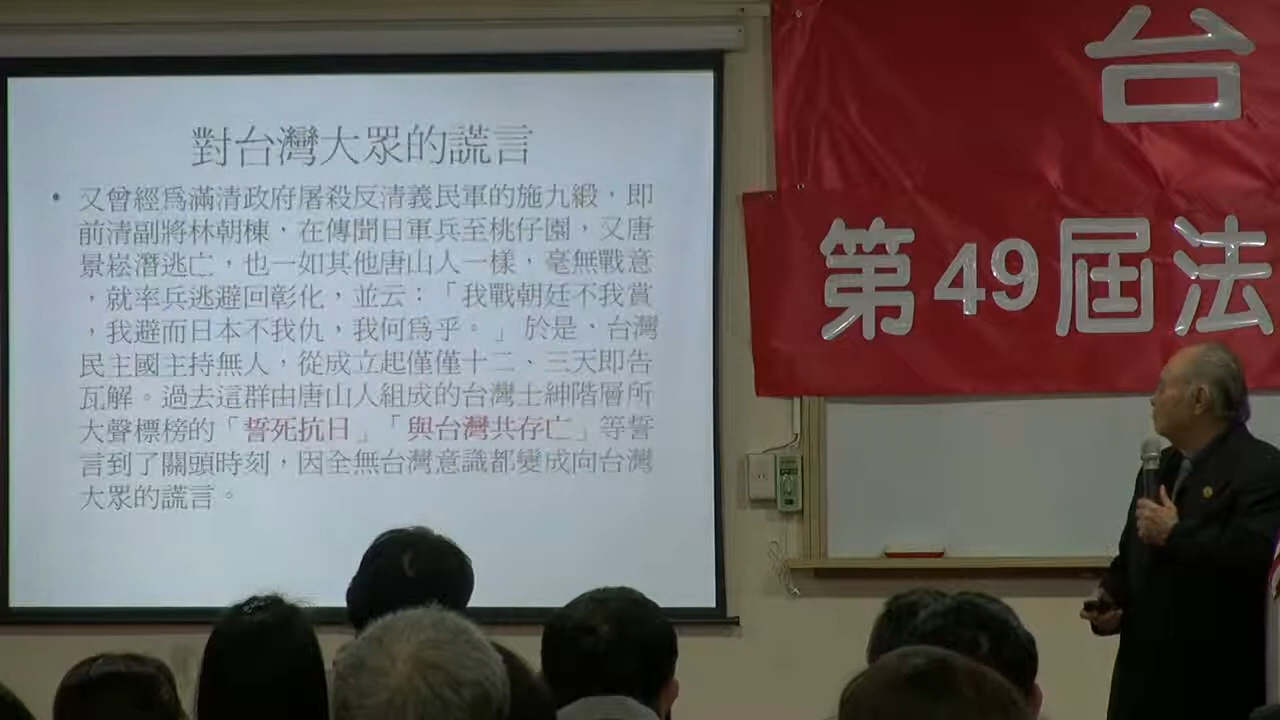 對台灣大眾的謊言
• 又曾經爲滿清政府屠殺反清義民軍的施九緞，即
前清副將林朝棟，在傳聞日軍兵至桃仔園，又唐
景崧潛逃亡，也一如其他唐山人一樣，毫無戰意
，就率兵逃避回彰化，並云：「我戰朝廷不我賞
，我避而日本不我仇，我何爲乎。」於是、台灣
民主國主持無人，從成立起僅僅十二、三天即告
瓦解。過去這群由唐山人組成的台灣士紳階層所
大聲標榜的「誓死抗日」「與台灣共存亡」等誓
言到了關頭時刻，因全無台灣意識都變成向台灣
大眾的謊言。
台
第49屆法